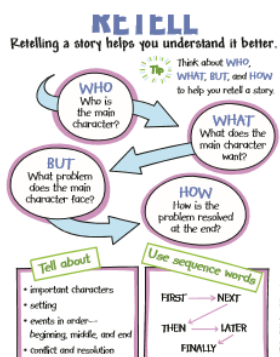 RETELL
Retelling a story helps you understand it better.
Tip
Think about WHO,
WHAT, BUT, and HOW
to help you retell a story.
WHO
Who is
the main
character?
WHAT
What does the
main character
want?
BUT
What problem
does the main
character face?
HOW
How is the
problem resolved
at the end?
Tell about
• important characters
• setting
• events in order—
beginning, middle, and end
• conflict and resolution
Use sequence words
FIRST → NEXT
THEN → LATER
FINALLY